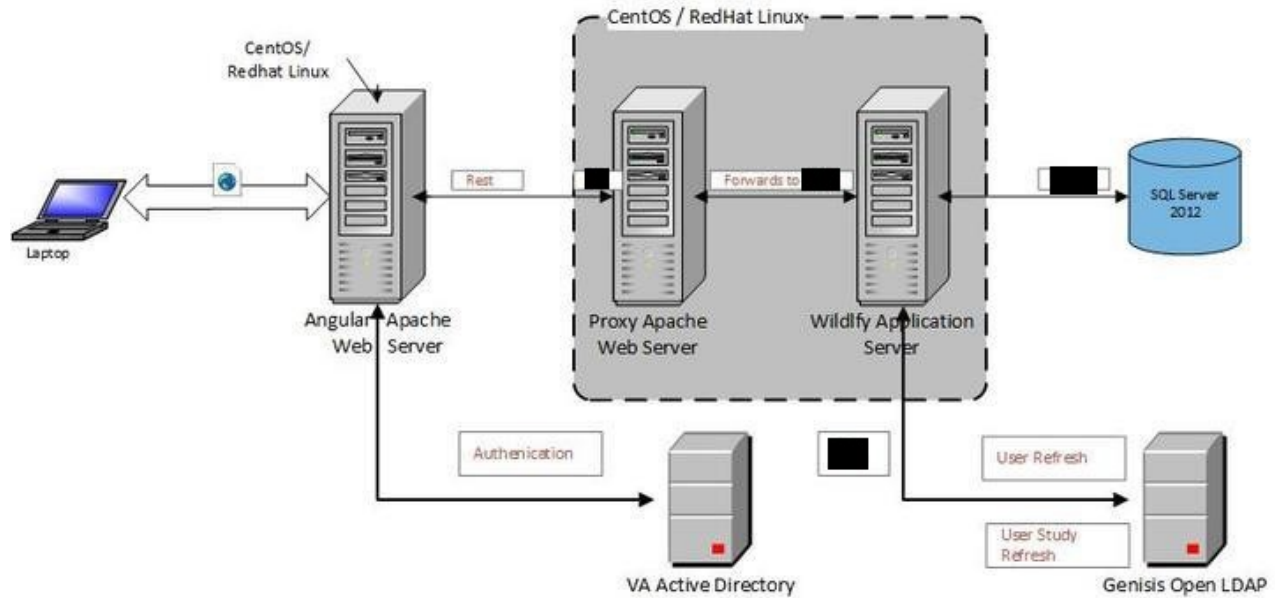 CentOS / RedHat Linux
CentOS/
Redhat Linux
Rest
Forwards to
SQL Server
2012
Laptop
Angular Apache
Web Server
Proxy Apache
Web Server
Wildlfy Application
Server
Authenication
User Refresh
User Study
Refresh
VA Active Directory
Genisis Open LDAP